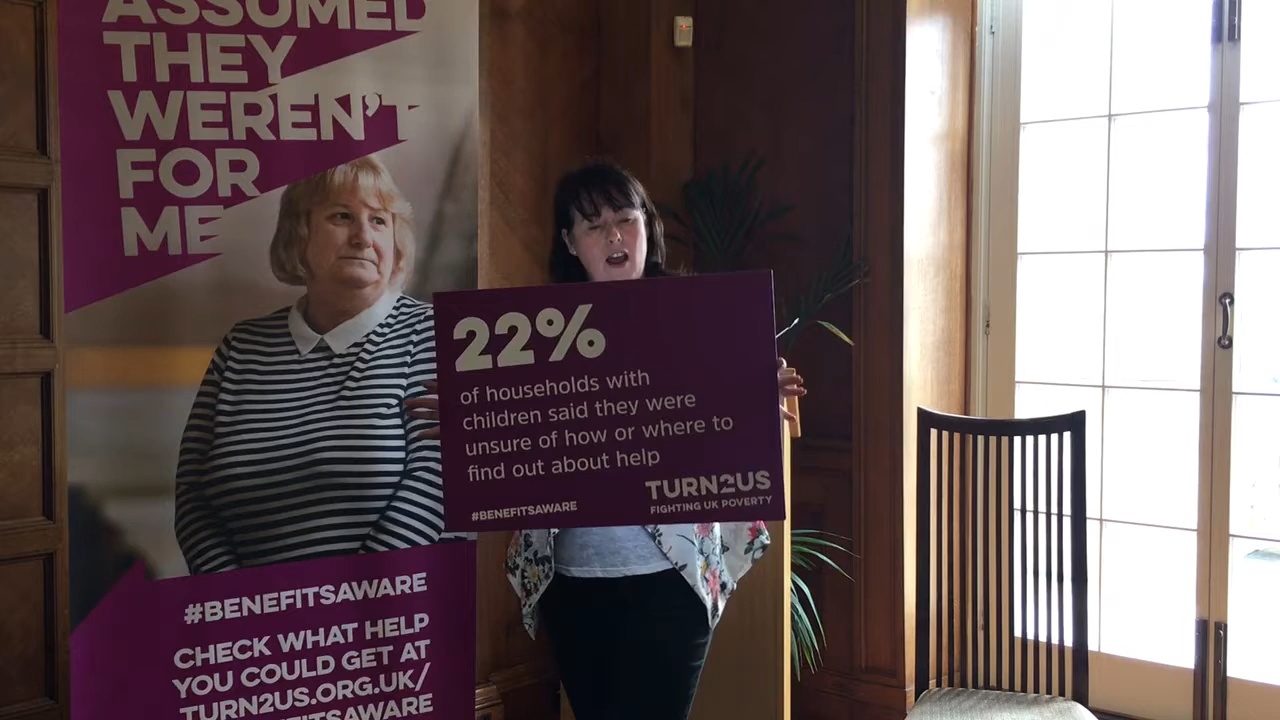 ASSUMED
THEY
WEREN'T
FOR
ME
#BENEFITSAWARE
CHECK WHAT HELP
YOU COULD GET AT
TURN2US.ORG.UK/
22%
of households with
children said they were
unsure of how or where to
find out about help
#BENEFITSAWARE
TURN2US
FIGHTING UK POVERTY